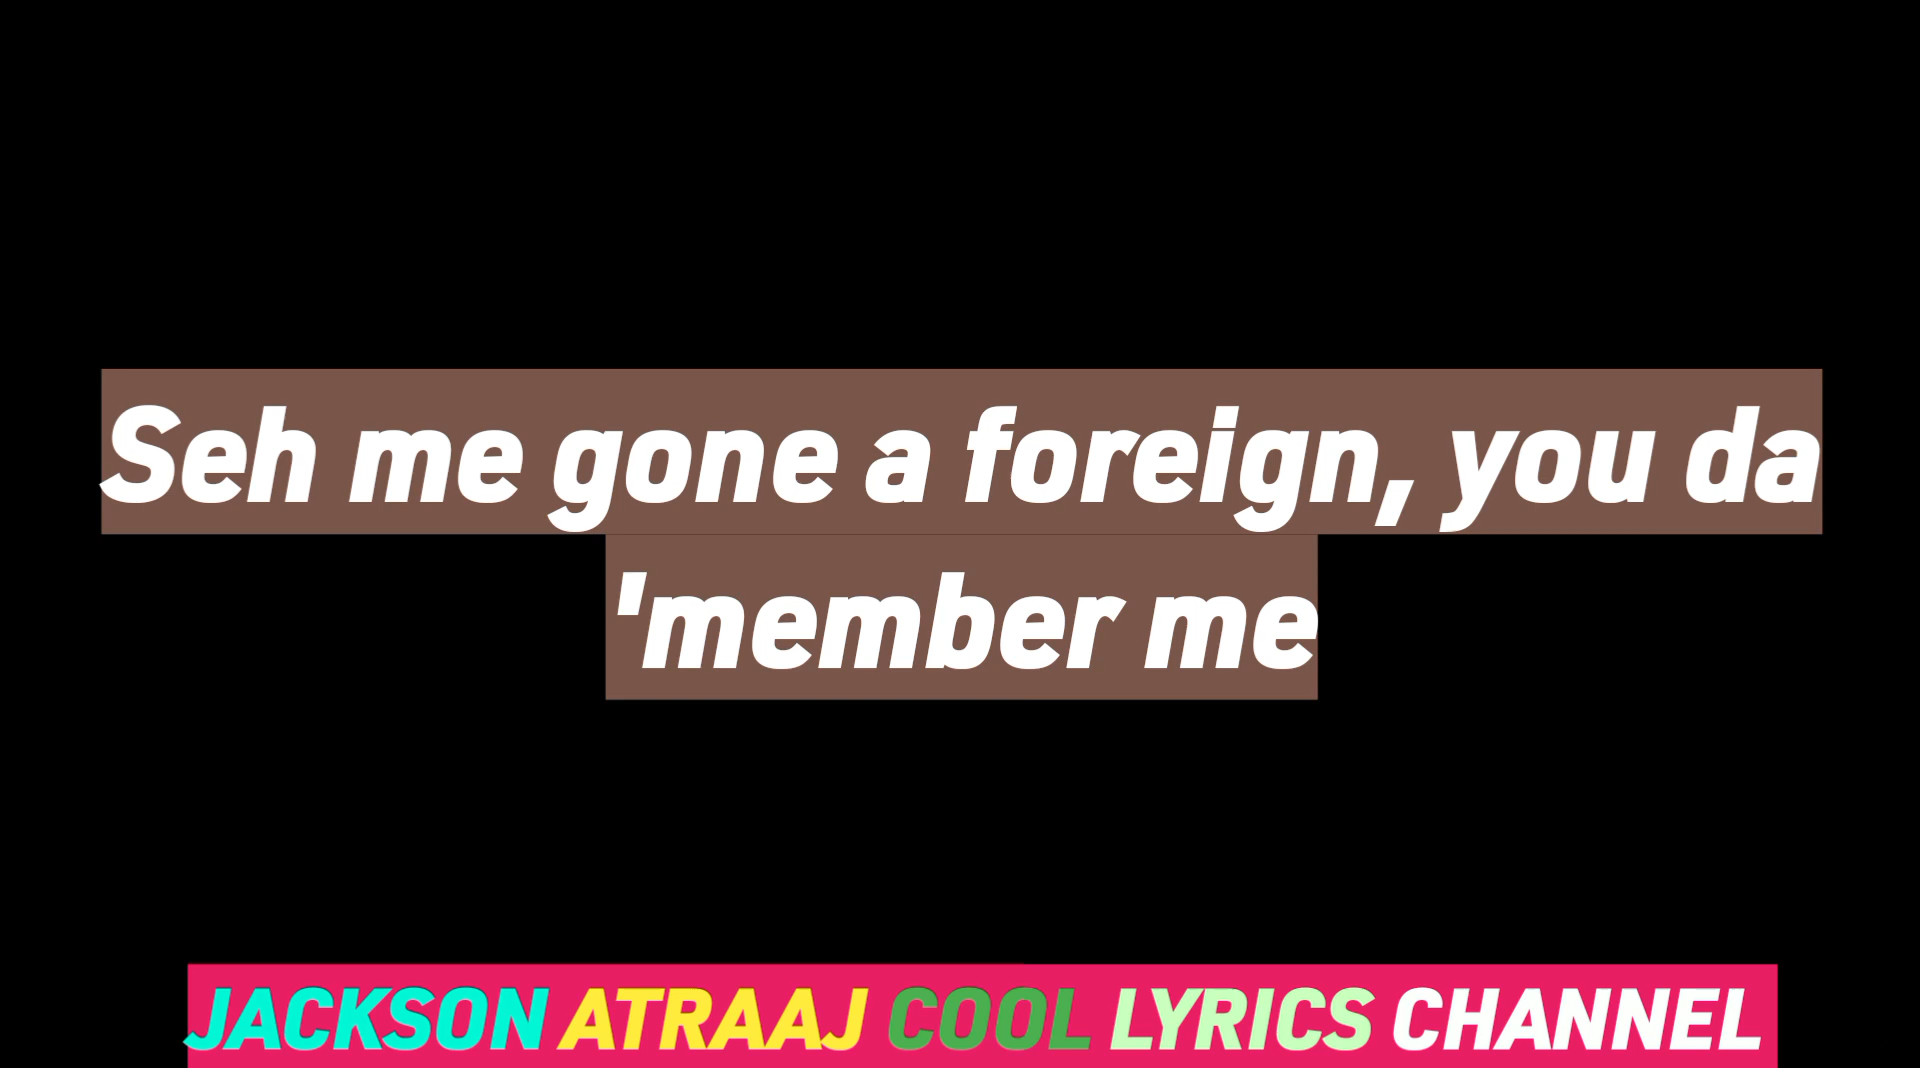 Seh me gone a foreign, you da
'member me
JACKSON ATRAAJ COOL LYRICS CHANNEL